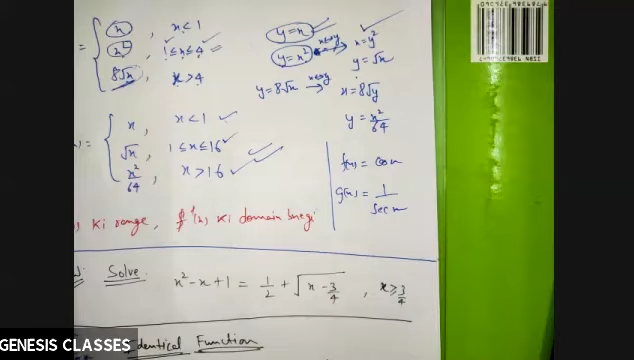 = { x , x < 1
x² , 1 ≤ x ≤ 4
8√x , x > 4
y = x
y = x² x↔y x = y²
y = √x
y = 8√x x↔y x = 8√y
y = x²/64
= { x , x < 1
√x , 1 ≤ x ≤ 16
x²/64 , x > 16
f(x) = cos x
g(x) = 1/sec x
ki range, f⁻¹(x) ki domain banegi
Solve x² - x + 1 = 1/2 + √(x - 3/4) , x ≥ 3/4
Identical Function
GENESIS CLASSES